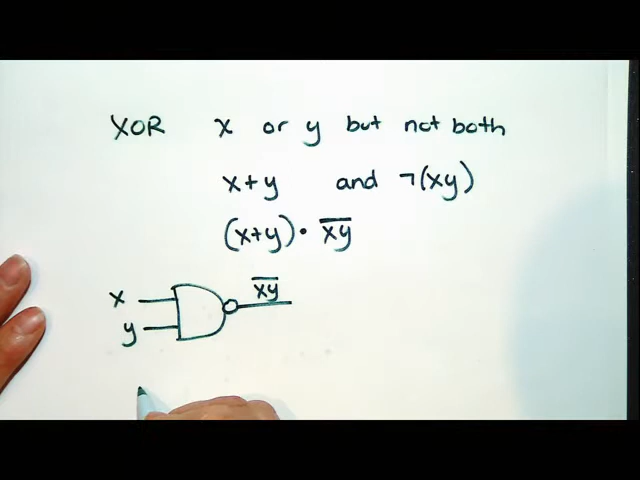 XOR x or y but not both
x+y and ¬(xy)
(x+y)• x̅y̅
x x̅y̅
y